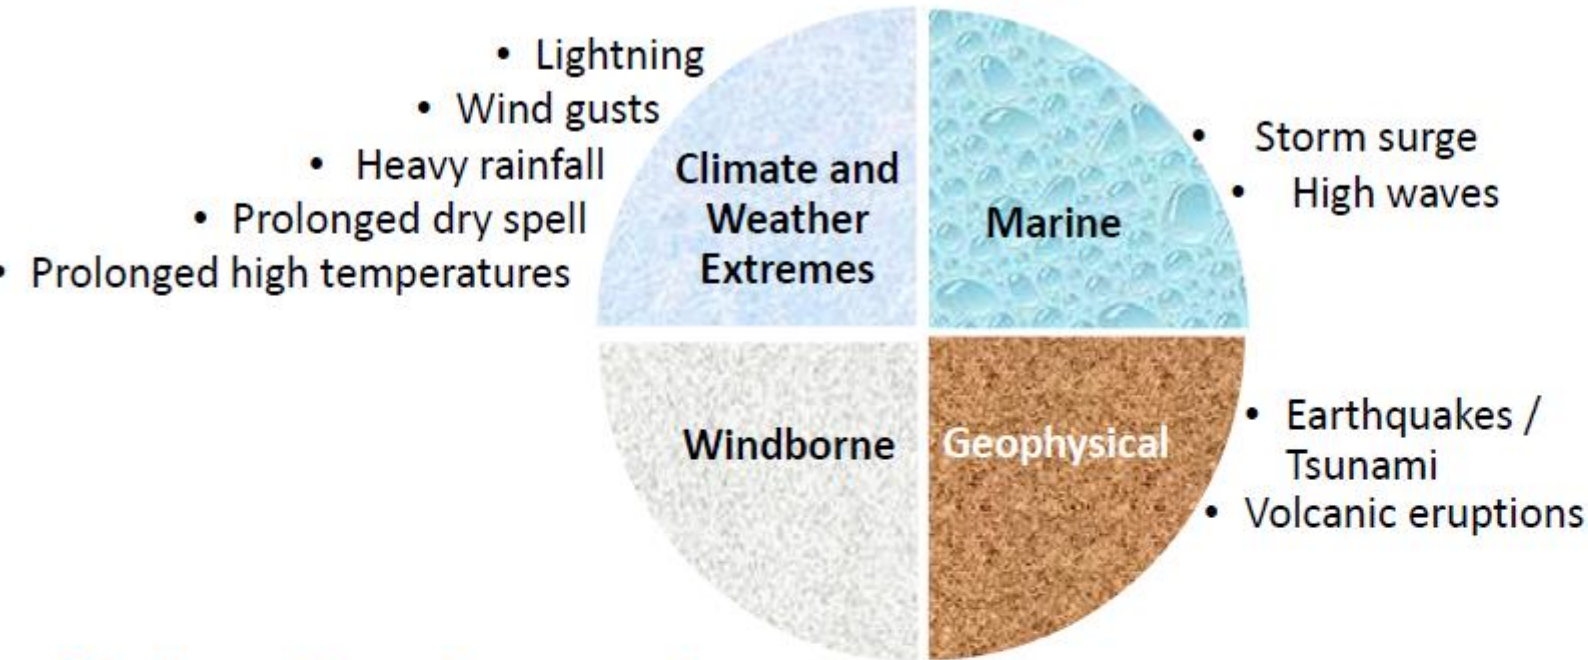 • Lightning
• Wind gusts
• Heavy rainfall
• Prolonged dry spell
• Prolonged high temperatures
Climate and
Weather
Extremes
Marine
• Storm surge
• High waves
Windborne
Geophysical
• Earthquakes /
Tsunami
• Volcanic eruptions